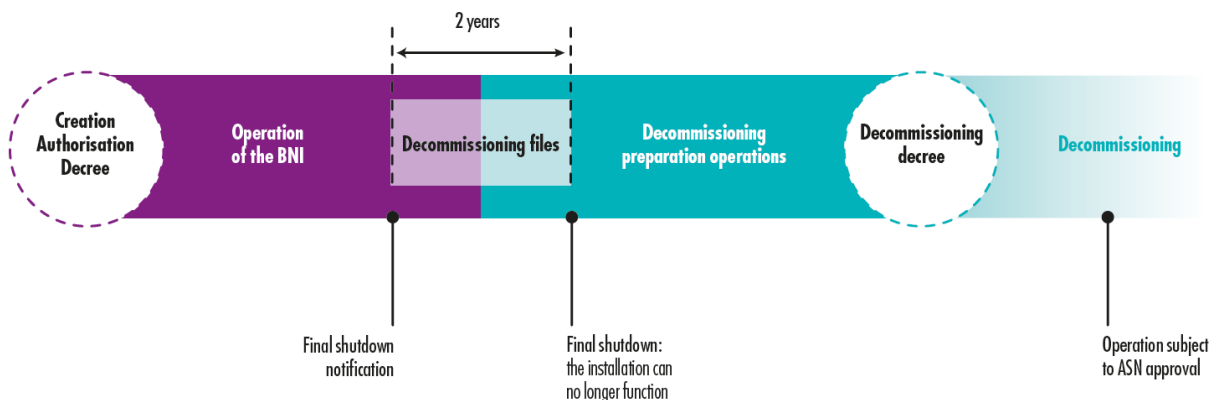 2 years
Creation
Authorisation
Decree
Operation
of the BNI
Decommissioning files
Decommissioning
preparation operations
Decommissioning
decree
Decommissioning
Final shutdown
notification
Final shutdown:
the installation can
no longer function
Operation subject
to ASN approval